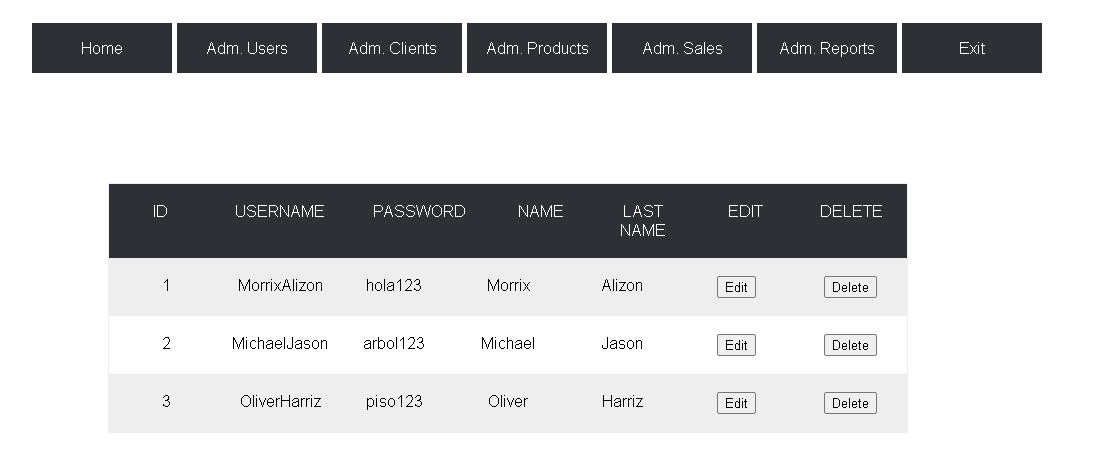 Home Adm. Users Adm. Clients Adm. Products Adm. Sales Adm. Reports Exit
ID USERNAME PASSWORD NAME LAST NAME EDIT DELETE
1 MorrixAlizon hola123 Morrix Alizon Edit Delete
2 MichaelJason arbol123 Michael Jason Edit Delete
3 OliverHarriz piso123 Oliver Harriz Edit Delete